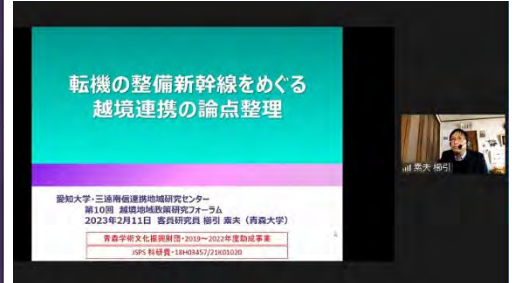 転機の整備新幹線をめぐる
越境連携の論点整理
愛知大学・三遠南信連携地域研究センター
第10回 越境地域政策研究フォーラム
2023年2月11日 客員研究員 櫛引 素夫（青森大学）
青森学術文化振興財団・2019～2022年度助成事業
JSPS 科研費・18H03457/21K01020
素夫 櫛引